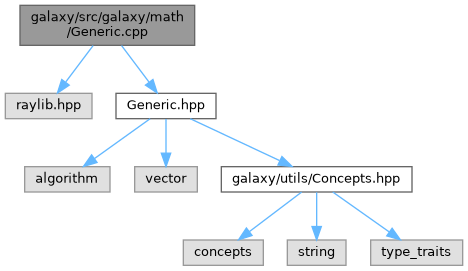 galaxy/src/galaxy/math
/Generic.cpp
raylib.hpp
Generic.hpp
algorithm
vector
galaxy/utils/Concepts.hpp
concepts
string
type_traits